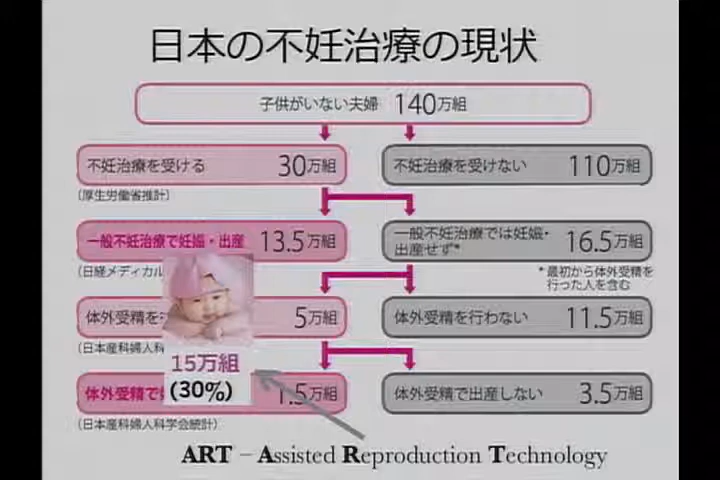 日本の不妊治療の現状
子供がいない夫婦 140万組
不妊治療を受ける 30万組
不妊治療を受けない 110万組
(厚生労働省推計)
一般不妊治療で妊娠・出産 13.5万組
一般不妊治療では妊娠・
出産せず* 16.5万組
(日経メディカル
*最初から体外受精を
行った人を含む
体外受精を 5万組
体外受精を行わない 11.5万組
(日本産科婦人科
15万組
(30%)
体外受精で 1.5万組
体外受精で出産しない 3.5万組
(日本産科婦人科学会統計)
ART – Assisted Reproduction Technology